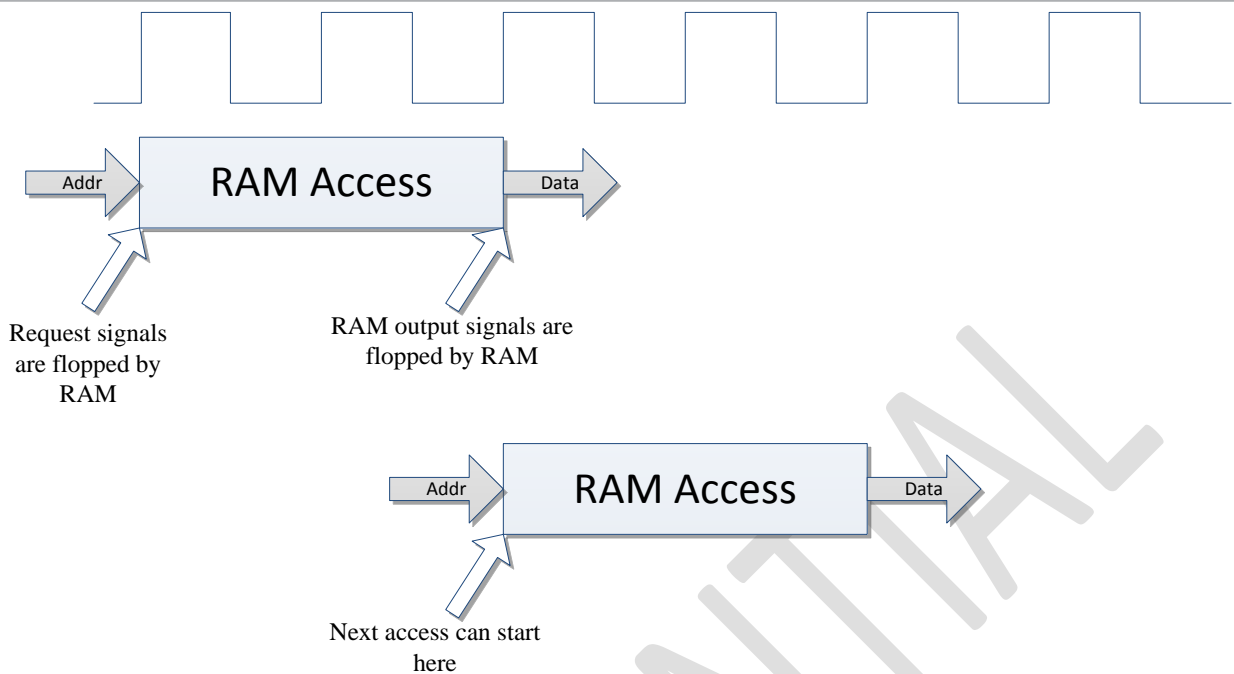 Addr
RAM Access
Data
Request signals
are flopped by
RAM
RAM output signals are
flopped by RAM
Addr
RAM Access
Data
Next access can start
here
NTIAL